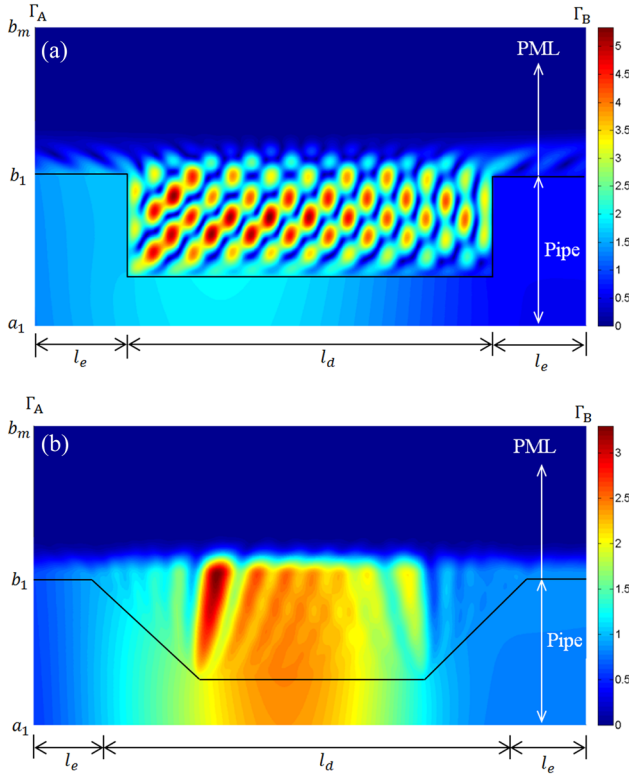 Γ_A Γ_B
b_m
(a)
PML
b_1
Pipe
a_1
l_e l_d l_e
5
4.5
4
3.5
3
2.5
2
1.5
1
0.5
0
Γ_A Γ_B
b_m
(b)
PML
b_1
Pipe
a_1
l_e l_d l_e
3
2.5
2
1.5
1
0.5
0